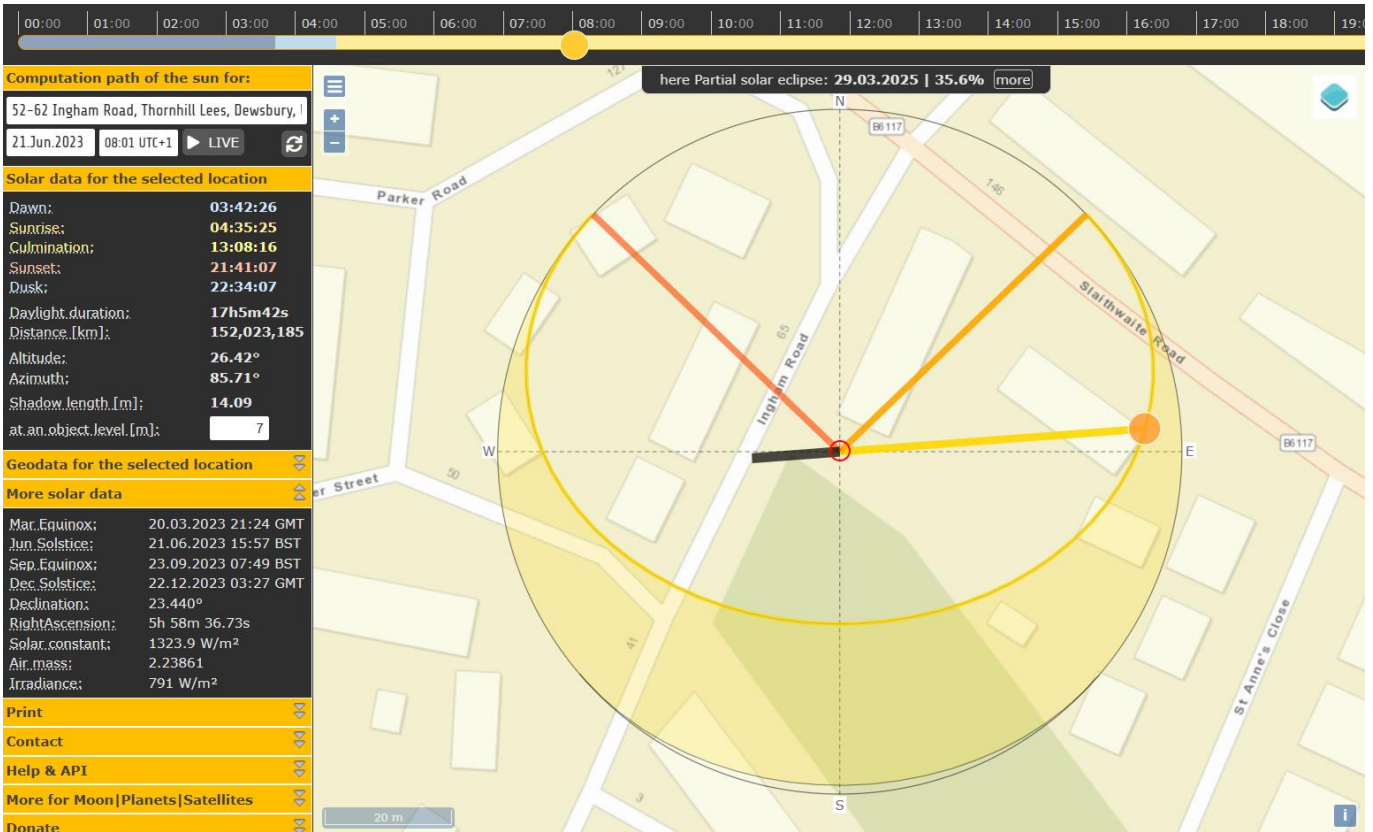 00:00 01:00 02:00 03:00 04:00 05:00 06:00 07:00 08:00 09:00 10:00 11:00 12:00 13:00 14:00 15:00 16:00 17:00 18:00 19:
Computation path of the sun for:
52-62 Ingham Road, Thornhill Lees, Dewsbury,
21.Jun.2023 08:01 UTC+1 LIVE
Solar data for the selected location
Dawn: 03:42:26
Sunrise: 04:35:25
Culmination: 13:08:16
Sunset: 21:41:07
Dusk: 22:34:07
Daylight duration: 17h5m42s
Distance [km]: 152,023,185
Altitude: 26.42°
Azimuth: 85.71°
Shadow length [m]: 14.09
at an object level [m]: 7
Geodata for the selected location
More solar data
Mar Equinox: 20.03.2023 21:24 GMT
Jun Solstice: 21.06.2023 15:57 BST
Sep Equinox: 23.09.2023 07:49 BST
Dec Solstice: 22.12.2023 03:27 GMT
Declination: 23.440°
RightAscension: 5h 58m 36.73s
Solar constant: 1323.9 W/m²
Air mass: 2.23861
Irradiance: 791 W/m²
Print
Contact
Help & API
More for Moon|Planets|Satellites
Donate
here Partial solar eclipse: 29.03.2025 | 35.6% more
+
−
127
N
B6117
146
Parker Road
Slaithwaite Road
65
Ingham Road
W
E
B6117
50
er Street
41
St Anne's Close
3
S
20 m
i